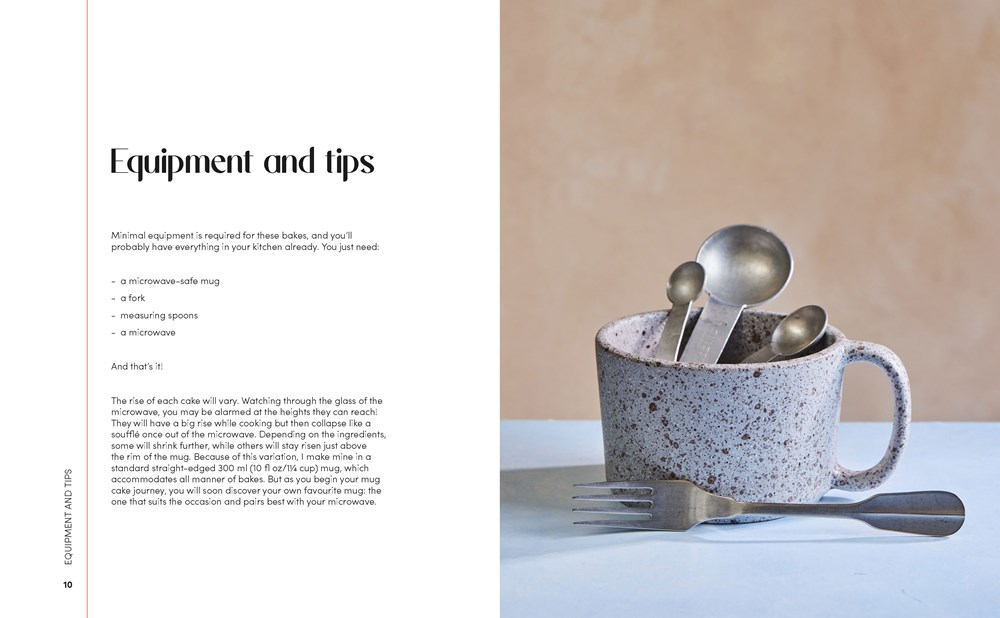 Equipment and tips
Minimal equipment is required for these bakes, and you'll
probably have everything in your kitchen already. You just need:
- a microwave-safe mug
- a fork
- measuring spoons
- a microwave
And that's it!
The rise of each cake will vary. Watching through the glass of the
microwave, you may be alarmed at the heights they can reach!
They will have a big rise while cooking but then collapse like a
soufflé once out of the microwave. Depending on the ingredients,
some will shrink further, while others will stay risen just above
the rim of the mug. Because of this variation, I make mine in a
standard straight-edged 300 ml (10 fl oz/1¼ cup) mug, which
accommodates all manner of bakes. But as you begin your mug
cake journey, you will soon discover your own favourite mug: the
one that suits the occasion and pairs best with your microwave.
EQUIPMENT AND TIPS
10